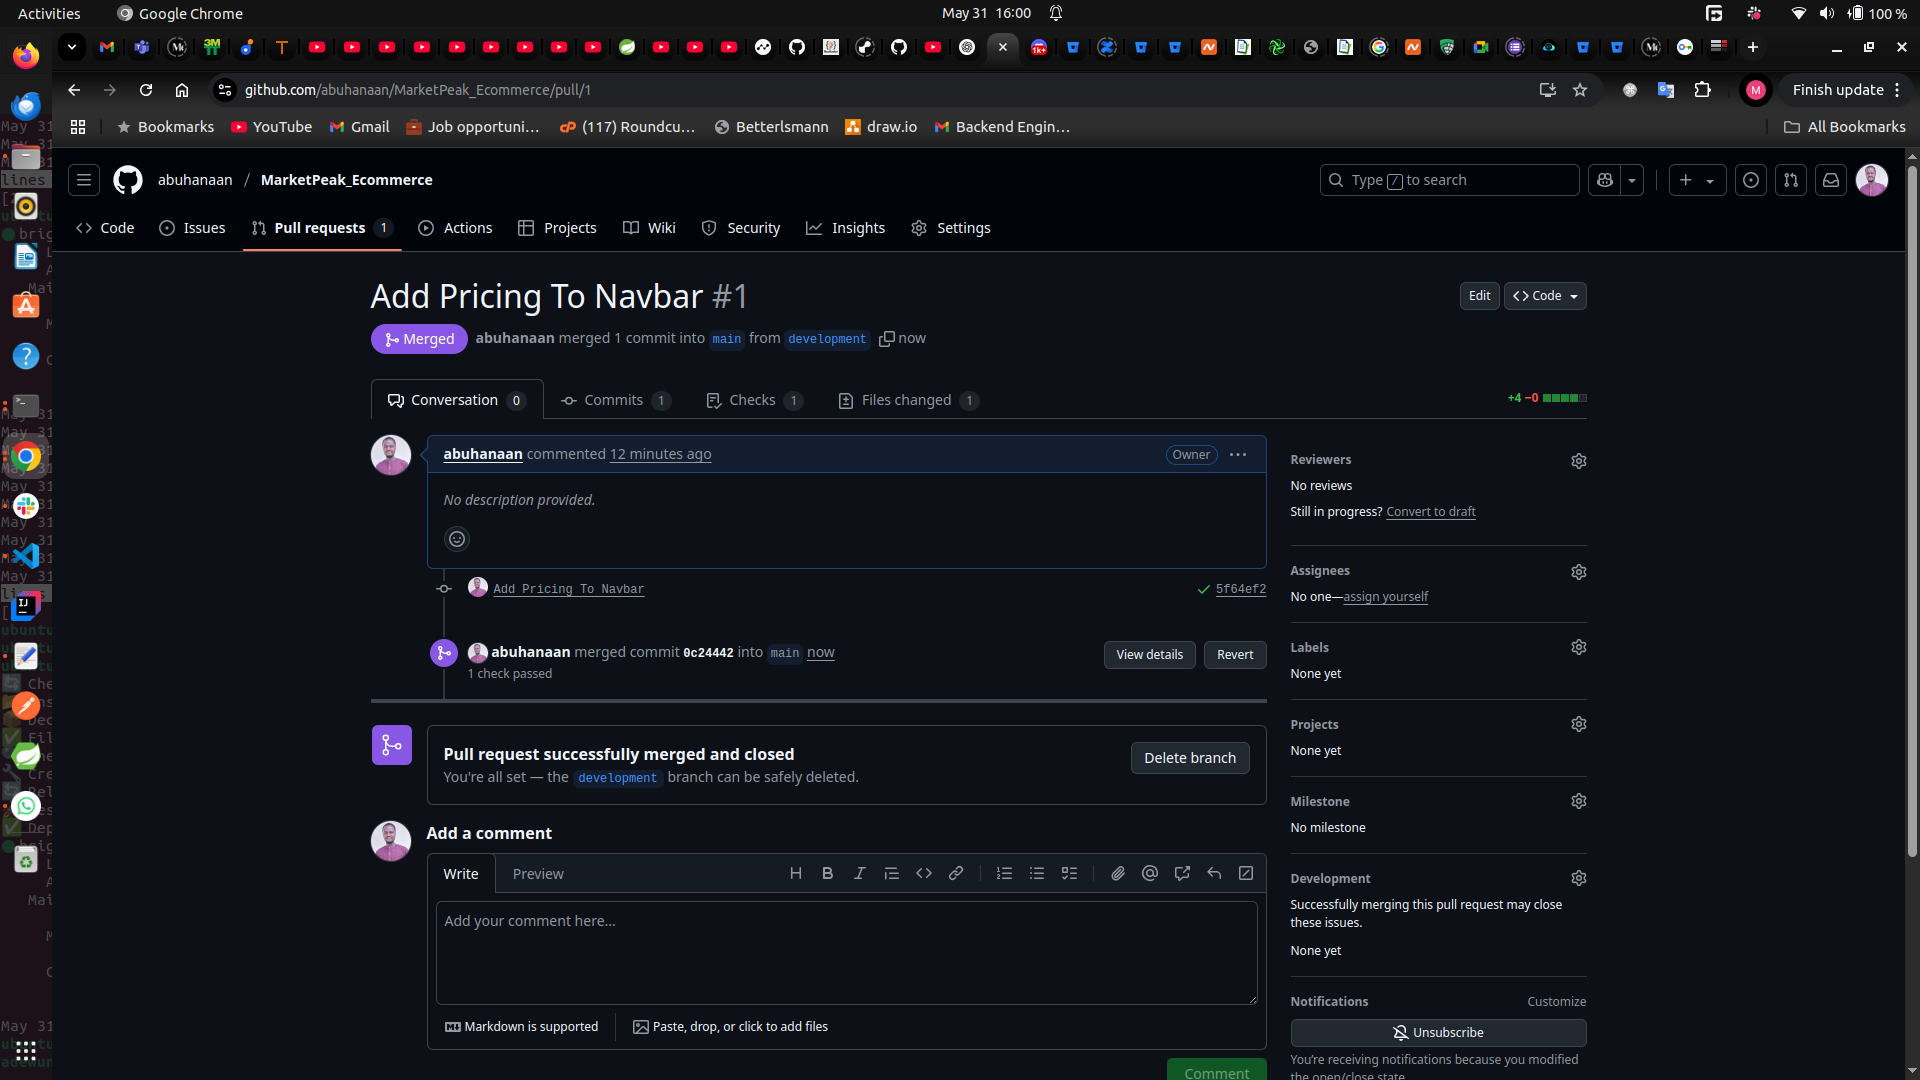 Activities
Google Chrome
May 31 16:00
100 %
Finish update
github.com/abuhanaan/MarketPeak_Ecommerce/pull/1
Bookmarks
YouTube
Gmail
Job opportuni...
(117) Roundcu...
Betterlsmann
draw.io
Backend Engin...
All Bookmarks
abuhanaan / MarketPeak_Ecommerce
Type / to search
Code
Issues
Pull requests 1
Actions
Projects
Wiki
Security
Insights
Settings
Add Pricing To Navbar #1
Edit
Code
Merged
abuhanaan merged 1 commit into main from development now
Conversation 0
Commits 1
Checks 1
Files changed 1
+4 −0
abuhanaan commented 12 minutes ago
Owner
No description provided.
Add Pricing To Navbar
5f64ef2
abuhanaan merged commit 0c24442 into main now
1 check passed
View details
Revert
Pull request successfully merged and closed
You're all set — the development branch can be safely deleted.
Delete branch
Add a comment
Write
Preview
Add your comment here...
Markdown is supported
Paste, drop, or click to add files
Comment
Reviewers
No reviews
Still in progress? Convert to draft
Assignees
No one—assign yourself
Labels
None yet
Projects
None yet
Milestone
No milestone
Development
Successfully merging this pull request may close
these issues.
None yet
Notifications
Customize
Unsubscribe
You're receiving notifications because you modified
the open/close state.